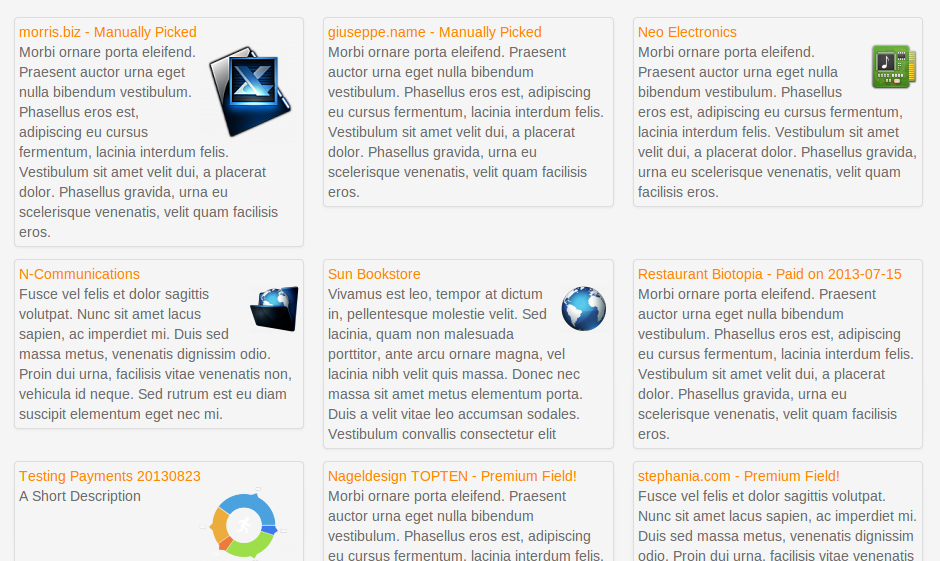 morris.biz - Manually Picked
Morbi ornare porta eleifend.
Praesent auctor urna eget
nulla bibendum vestibulum.
Phasellus eros est,
adipiscing eu cursus
fermentum, lacinia interdum felis.
Vestibulum sit amet velit dui, a placerat
dolor. Phasellus gravida, urna eu
scelerisque venenatis, velit quam facilisis
eros.
giuseppe.name - Manually Picked
Morbi ornare porta eleifend. Praesent
auctor urna eget nulla bibendum
vestibulum. Phasellus eros est, adipiscing
eu cursus fermentum, lacinia interdum felis.
Vestibulum sit amet velit dui, a placerat
dolor. Phasellus gravida, urna eu
scelerisque venenatis, velit quam facilisis
eros.
Neo Electronics
Morbi ornare porta eleifend.
Praesent auctor urna eget nulla
bibendum vestibulum. Phasellus
eros est, adipiscing eu cursus fermentum,
lacinia interdum felis. Vestibulum sit amet
velit dui, a placerat dolor. Phasellus gravida,
urna eu scelerisque venenatis, velit quam
facilisis eros.
N-Communications
Fusce vel felis et dolor sagittis
volutpat. Nunc sit amet lacus
sapien, ac imperdiet mi. Duis sed
massa metus, venenatis dignissim odio.
Proin dui urna, facilisis vitae venenatis non,
vehicula id neque. Sed rutrum est eu diam
suscipit elementum eget nec mi.
Sun Bookstore
Vivamus est leo, tempor at dictum
in, pellentesque molestie velit. Sed
lacinia, quam non malesuada
porttitor, ante arcu ornare magna, vel
lacinia nibh velit quis massa. Donec nec
massa sit amet metus elementum porta.
Duis a velit vitae leo accumsan sodales.
Vestibulum convallis consectetur elit
Restaurant Biotopia - Paid on 2013-07-15
Morbi ornare porta eleifend. Praesent
auctor urna eget nulla bibendum
vestibulum. Phasellus eros est, adipiscing
eu cursus fermentum, lacinia interdum felis.
Vestibulum sit amet velit dui, a placerat
dolor. Phasellus gravida, urna eu
scelerisque venenatis, velit quam facilisis
eros.
Testing Payments 20130823
A Short Description
Nageldesign TOPTEN - Premium Field!
Morbi ornare porta eleifend. Praesent
auctor urna eget nulla bibendum
vestibulum. Phasellus eros est, adipiscing
eu cursus fermentum, lacinia interdum felis.
stephania.com - Premium Field!
Fusce vel felis et dolor sagittis volutpat.
Nunc sit amet lacus sapien, ac imperdiet mi.
Duis sed massa metus, venenatis dignissim
odio. Proin dui urna, facilisis vitae venenatis